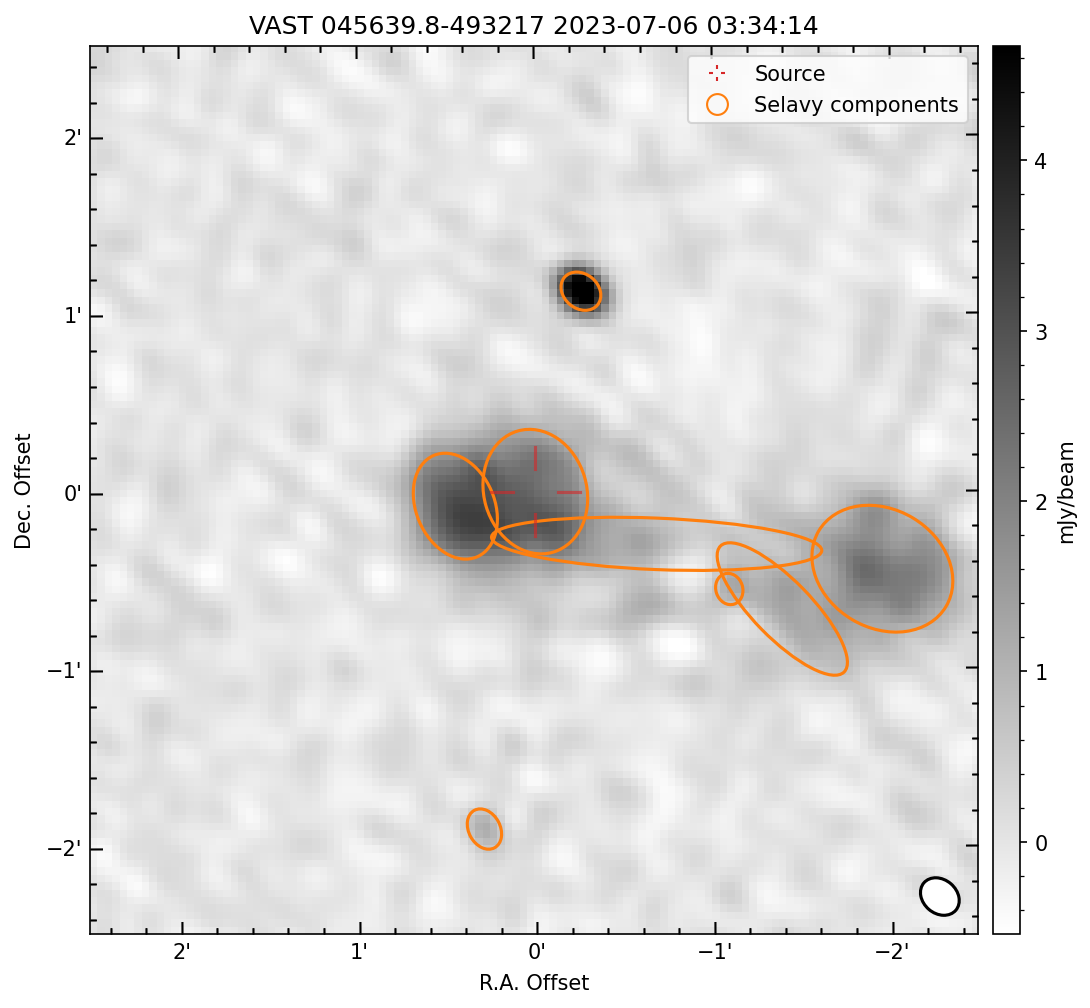 VAST 045639.8-493217 2023-07-06 03:34:14
Source
Selavy components
2'
1'
0'
−1'
−2'
2'
1'
0'
−1'
−2'
R.A. Offset
Dec. Offset
4
3
2
1
0
mJy/beam